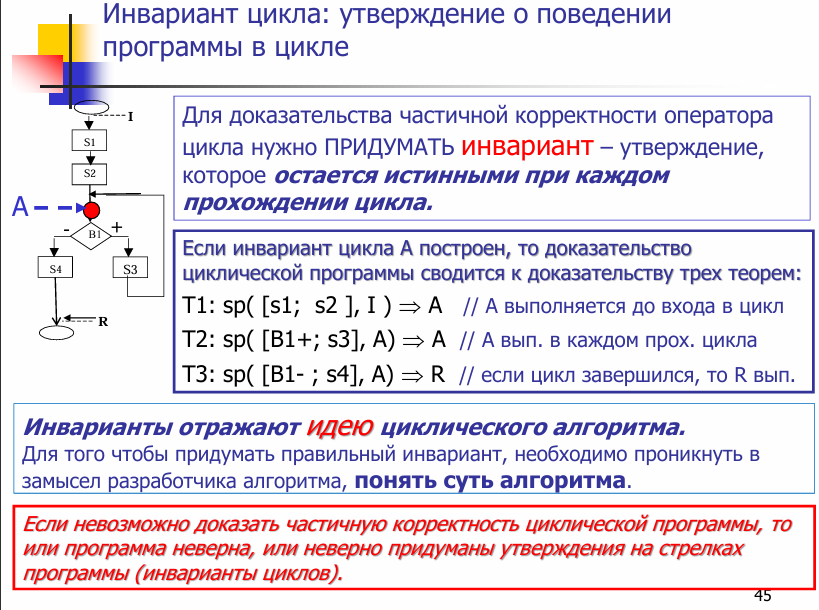 Инвариант цикла: утверждение о поведении
программы в цикле
I
S1
S2
A
- B1 +
S4 S3
R
Для доказательства частичной корректности оператора
цикла нужно ПРИДУМАТЬ инвариант – утверждение,
которое остается истинными при каждом
прохождении цикла.
Если инвариант цикла А построен, то доказательство
циклической программы сводится к доказательству трех теорем:
T1: sp( [s1; s2 ], I ) ⇒ A // А выполняется до входа в цикл
T2: sp( [B1+; s3], A) ⇒ A // А вып. в каждом прох. цикла
T3: sp( [B1- ; s4], A) ⇒ R // если цикл завершился, то R вып.
Инварианты отражают идею циклического алгоритма.
Для того чтобы придумать правильный инвариант, необходимо проникнуть в
замысел разработчика алгоритма, понять суть алгоритма.
Если невозможно доказать частичную корректность циклической программы, то
или программа неверна, или неверно придуманы утверждения на стрелках
программы (инварианты циклов).
45